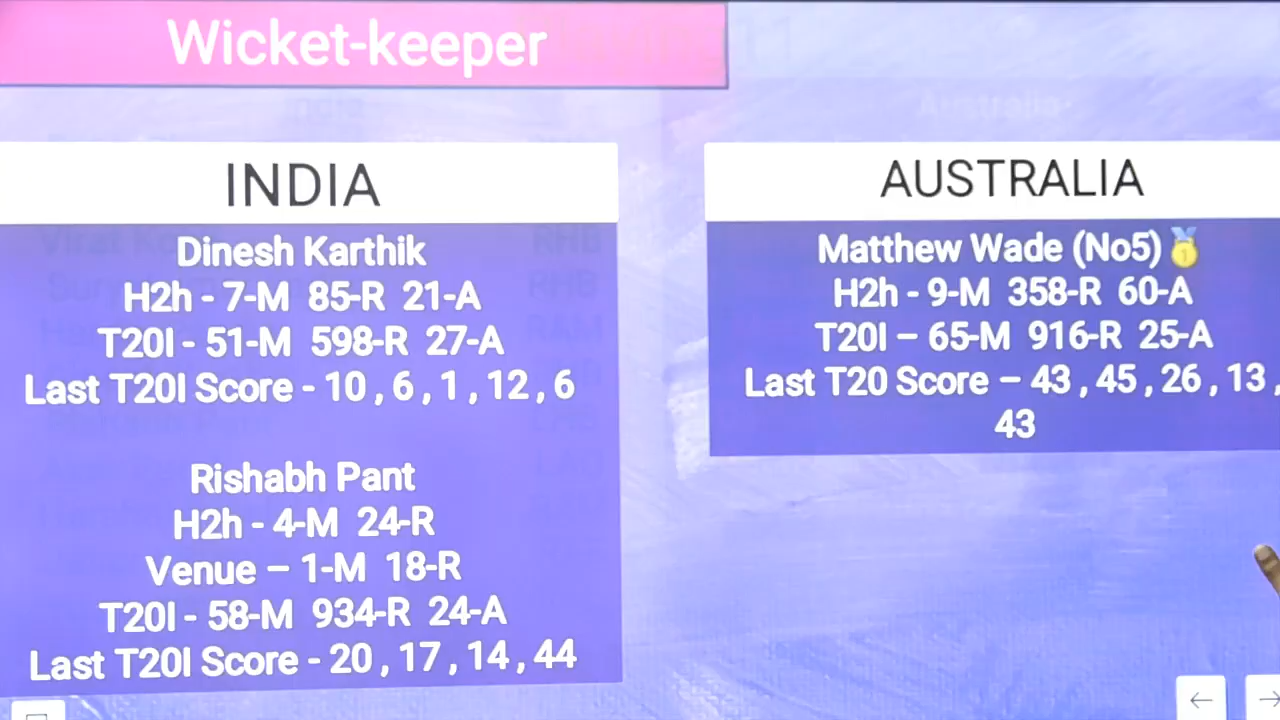 Wicket-keeper
INDIA
Dinesh Karthik
H2h - 7-M 85-R 21-A
T20I - 51-M 598-R 27-A
Last T20I Score - 10 , 6 , 1 , 12 , 6
Rishabh Pant
H2h - 4-M 24-R
Venue – 1-M 18-R
T20I - 58-M 934-R 24-A
Last T20I Score - 20 , 17 , 14 , 44
AUSTRALIA
Matthew Wade (No5) 🥇
H2h - 9-M 358-R 60-A
T20I – 65-M 916-R 25-A
Last T20 Score – 43 , 45 , 26 , 13 ,
43